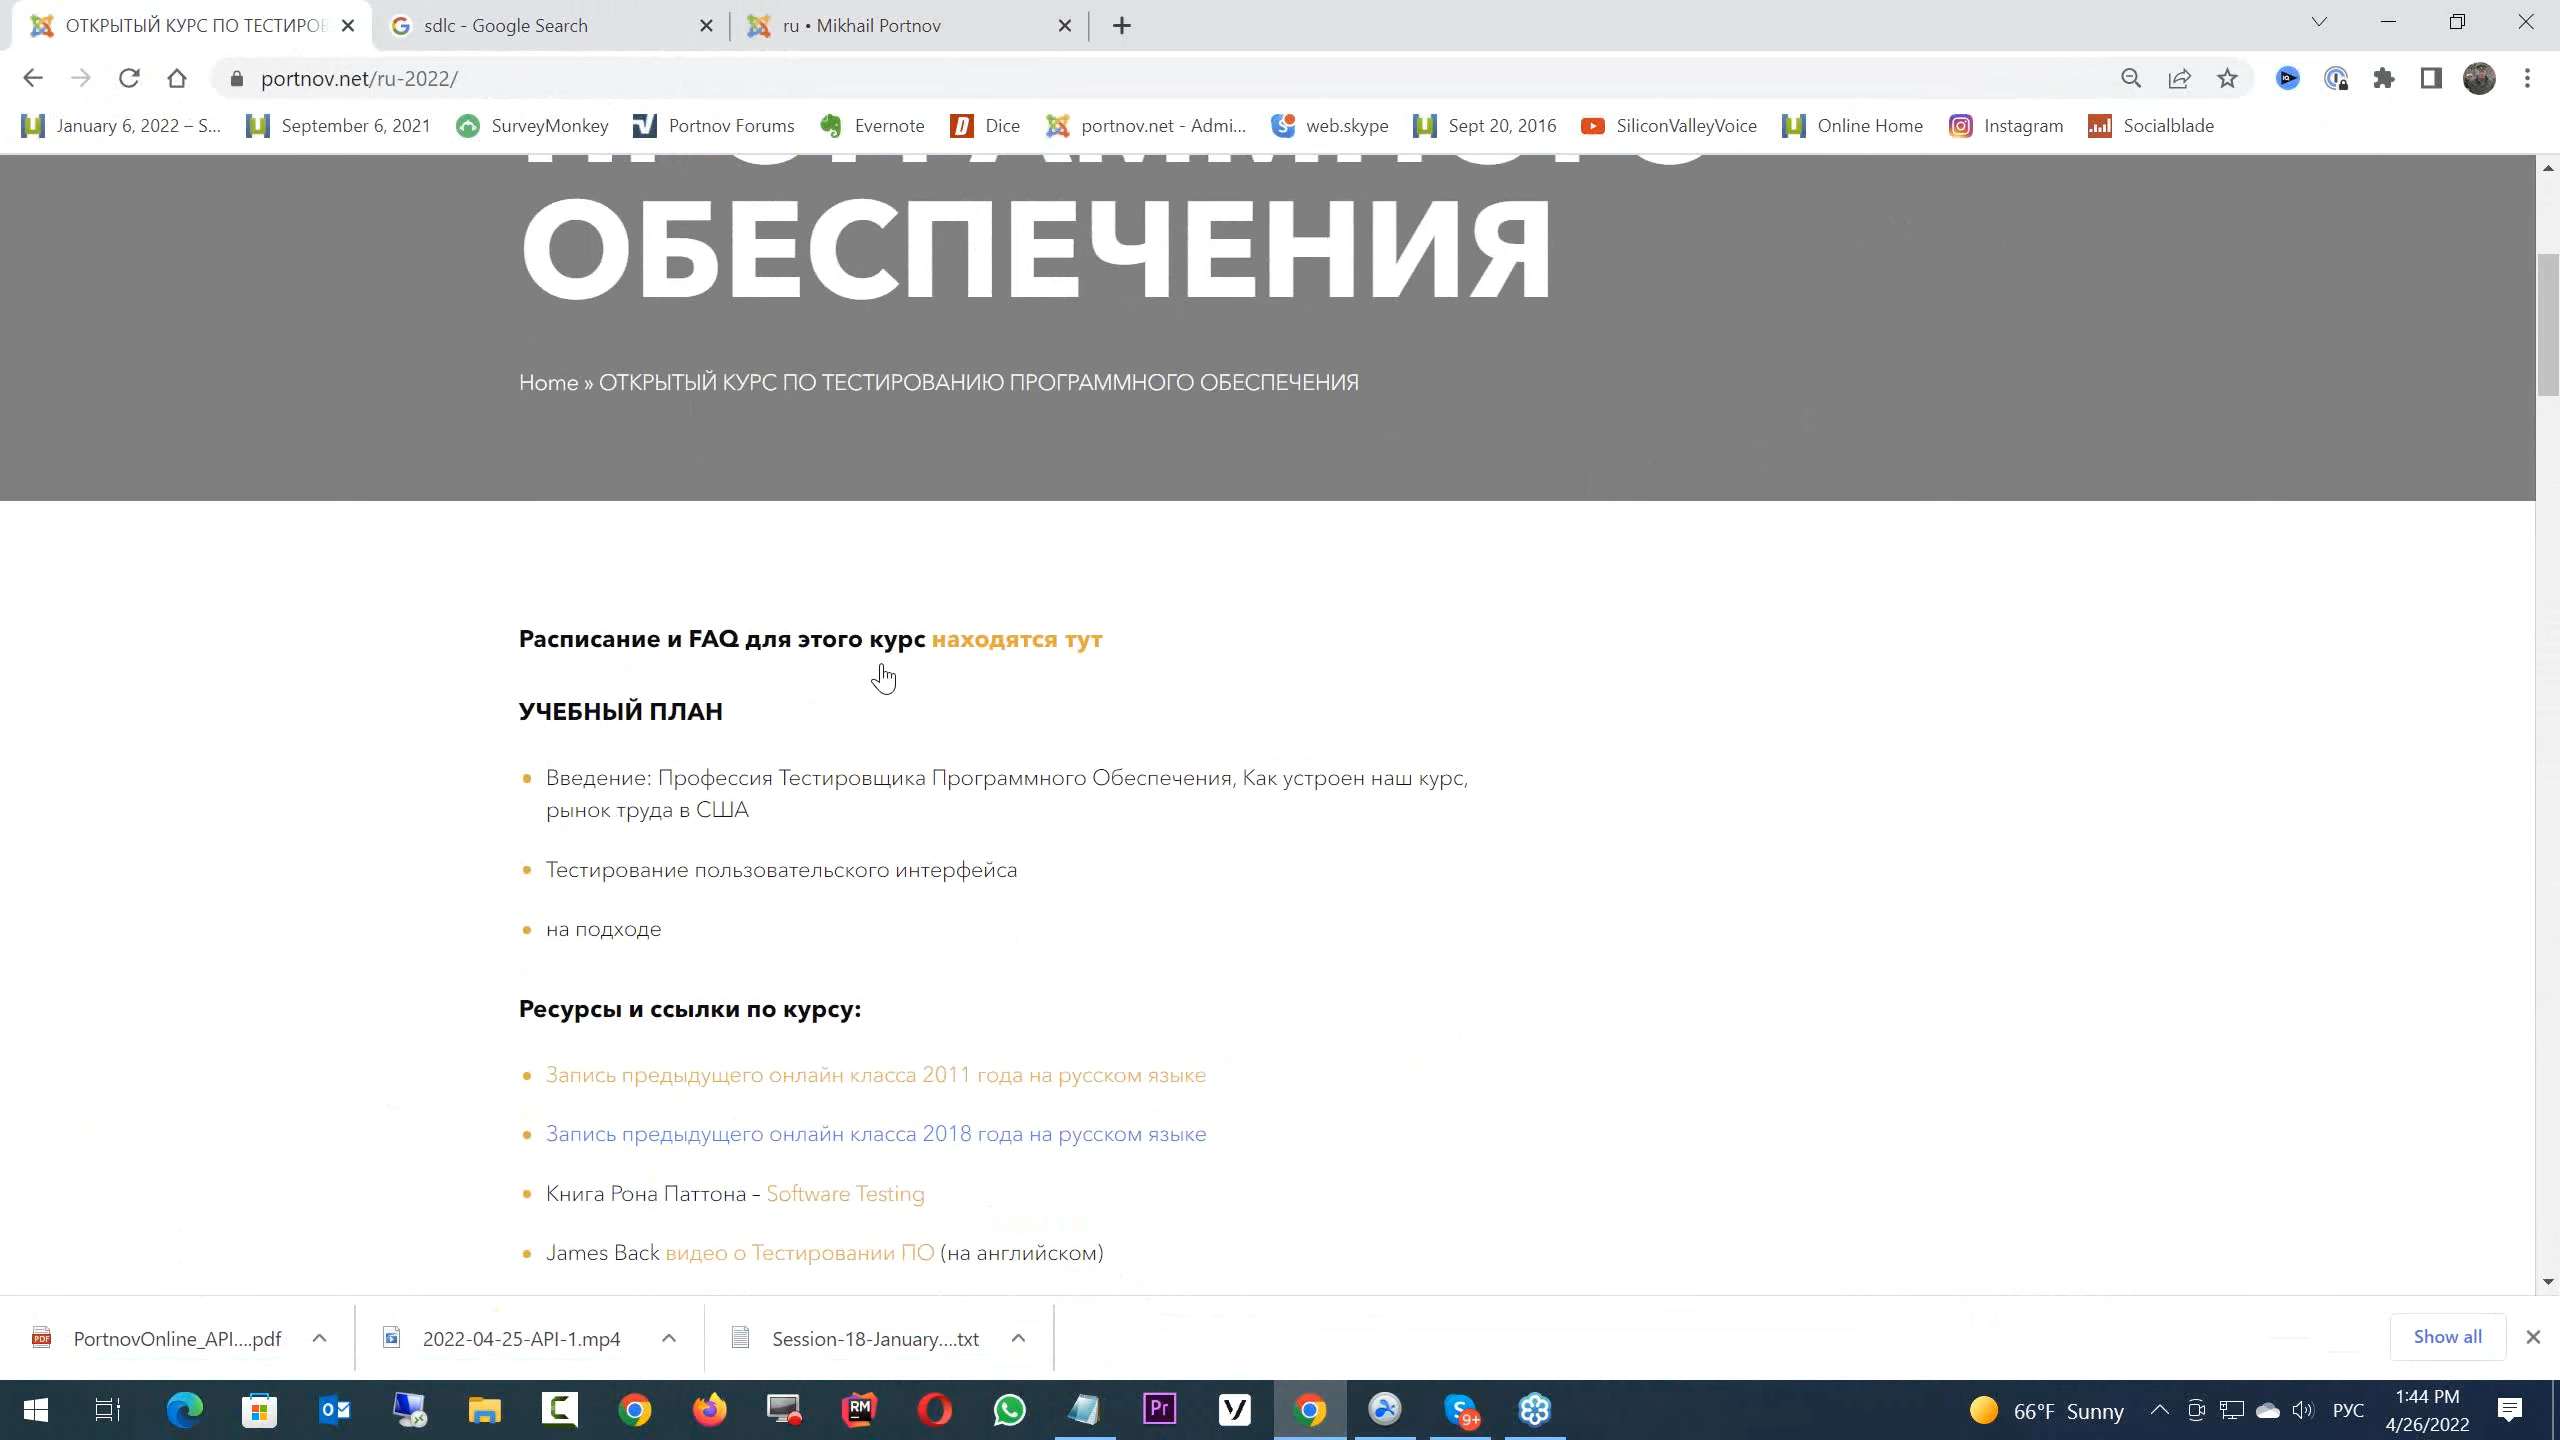 ОТКРЫТЫЙ КУРС ПО ТЕСТИРОВ
sdlc - Google Search
ru • Mikhail Portnov
portnov.net/ru-2022/
January 6, 2022 – S...
September 6, 2021
SurveyMonkey
Portnov Forums
Evernote
Dice
portnov.net - Admi...
web.skype
Sept 20, 2016
SiliconValleyVoice
Online Home
Instagram
Socialblade
ПРОГРАММНОГО
ОБЕСПЕЧЕНИЯ
Home » ОТКРЫТЫЙ КУРС ПО ТЕСТИРОВАНИЮ ПРОГРАММНОГО ОБЕСПЕЧЕНИЯ
Расписание и FAQ для этого курс находятся тут
УЧЕБНЫЙ ПЛАН
Введение: Профессия Тестировщика Программного Обеспечения, Как устроен наш курс,
рынок труда в США
Тестирование пользовательского интерфейса
на подходе
Ресурсы и ссылки по курсу:
Запись предыдущего онлайн класса 2011 года на русском языке
Запись предыдущего онлайн класса 2018 года на русском языке
Книга Рона Паттона – Software Testing
James Back видео о Тестировании ПО (на английском)
PortnovOnline_API....pdf
2022-04-25-API-1.mp4
Session-18-January....txt
Show all
66°F Sunny
РУС
1:44 PM
4/26/2022